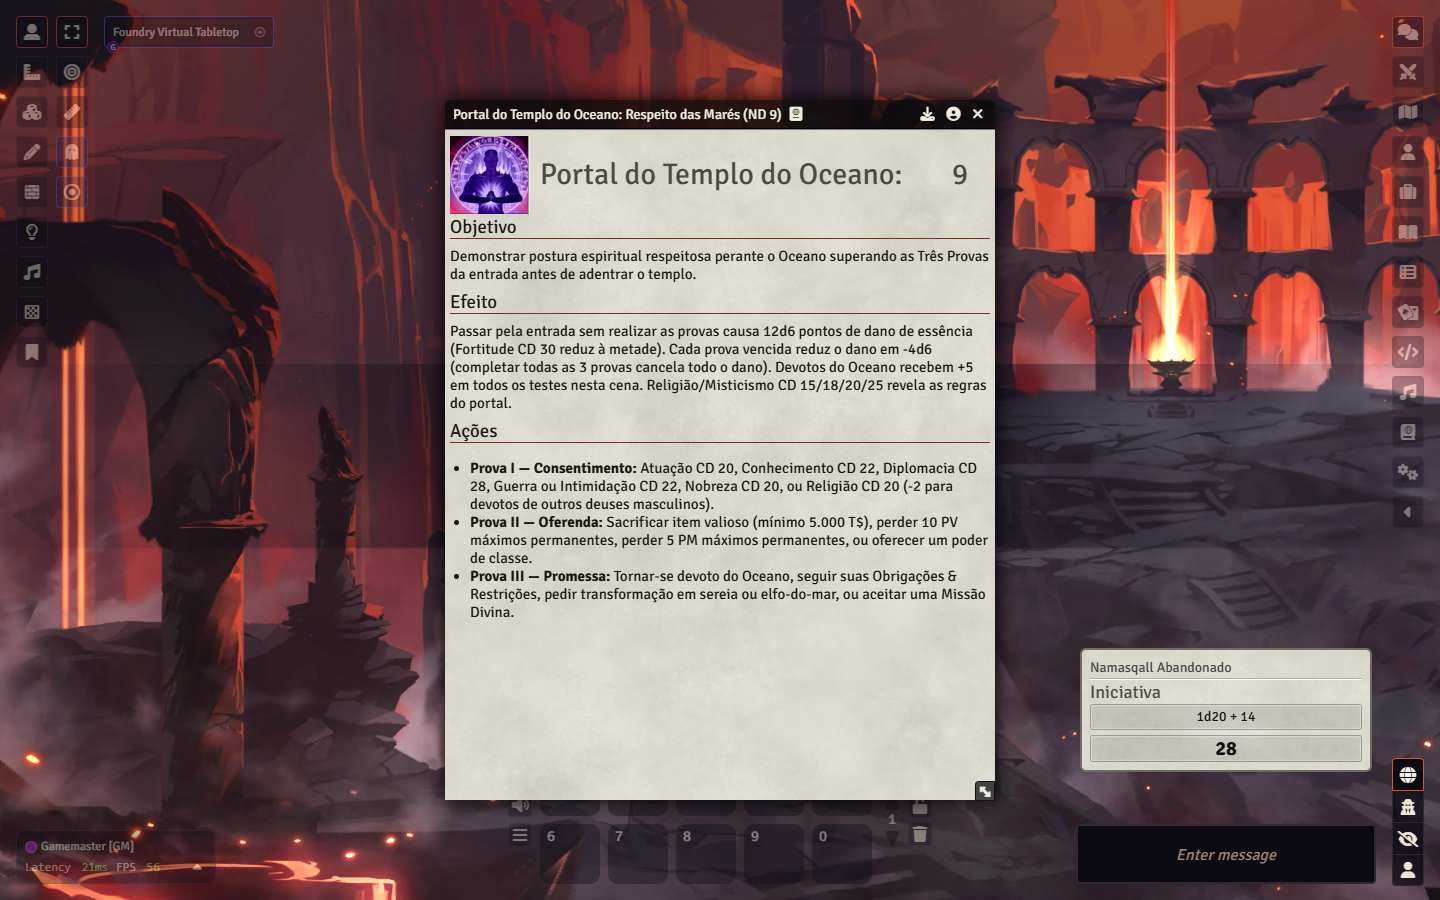 Foundry Virtual Tabletop
G
Portal do Templo do Oceano: Respeito das Marés (ND 9)
Portal do Templo do Oceano:
9
Objetivo
Demonstrar postura espiritual respeitosa perante o Oceano superando as Três Provas
da entrada antes de adentrar o templo.
Efeito
Passar pela entrada sem realizar as provas causa 12d6 pontos de dano de essência
(Fortitude CD 30 reduz à metade). Cada prova vencida reduz o dano em -4d6
(completar todas as 3 provas cancela todo o dano). Devotos do Oceano recebem +5
em todos os testes nesta cena. Religião/Misticismo CD 15/18/20/25 revela as regras
do portal.
Ações
• Prova I — Consentimento: Atuação CD 20, Conhecimento CD 22, Diplomacia CD
28, Guerra ou Intimidação CD 22, Nobreza CD 20, ou Religião CD 20 (-2 para
devotos de outros deuses masculinos).
• Prova II — Oferenda: Sacrificar item valioso (mínimo 5.000 T$), perder 10 PV
máximos permanentes, perder 5 PM máximos permanentes, ou oferecer um poder
de classe.
• Prova III — Promessa: Tornar-se devoto do Oceano, seguir suas Obrigações &
Restrições, pedir transformação em sereia ou elfo-do-mar, ou aceitar uma Missão
Divina.
Namasqall Abandonado
Iniciativa
1d20 + 14
28
Enter message
6 7 8 9 0
1
Gamemaster [GM]
Latency 21ms FPS 56